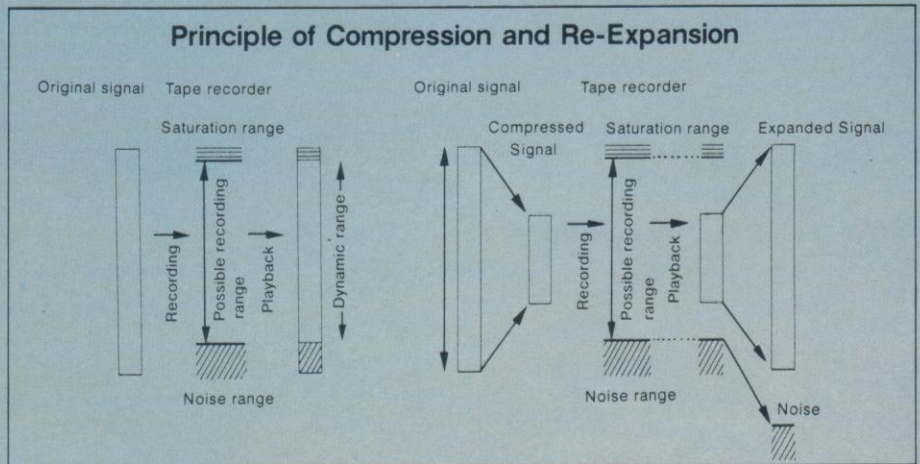 Principle of Compression and Re-Expansion
Original signal
Tape recorder
Saturation range
Recording
Possible recording
range
Playback
Dynamic range
Noise range
Original signal
Compressed
Signal
Tape recorder
Saturation range
Expanded Signal
Recording
Possible recording
range
Playback
Noise range
Noise